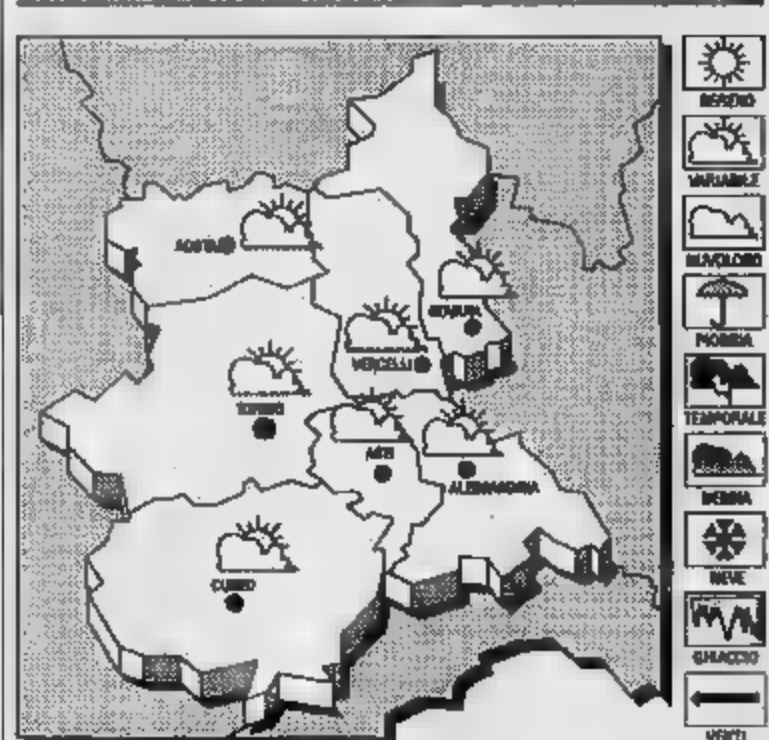 AOSTA
NOVARA
VERCELLI
TORINO
ASTI
ALESSANDRIA
CUNEO
SERENO
VARIABILE
NUVOLOSO
PIOGGIA
TEMPORALE
NEBBIA
NEVE
GHIACCIO
VENTI